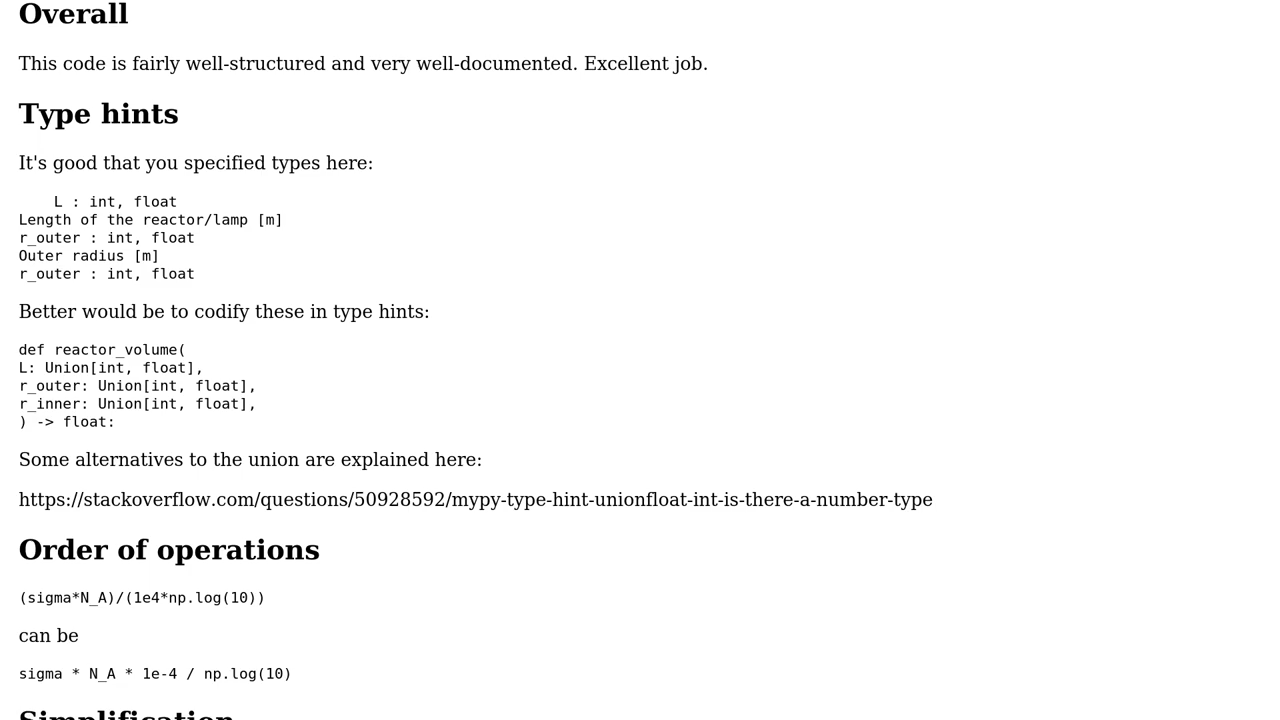 Overall
This code is fairly well-structured and very well-documented. Excellent job.
Type hints
It's good that you specified types here:
    L : int, float
Length of the reactor/lamp [m]
r_outer : int, float
Outer radius [m]
r_outer : int, float
Better would be to codify these in type hints:
def reactor_volume(
L: Union[int, float],
r_outer: Union[int, float],
r_inner: Union[int, float],
) -> float:
Some alternatives to the union are explained here:
https://stackoverflow.com/questions/50928592/mypy-type-hint-unionfloat-int-is-there-a-number-type
Order of operations
(sigma*N_A)/(1e4*np.log(10))
can be
sigma * N_A * 1e-4 / np.log(10)
Simplification